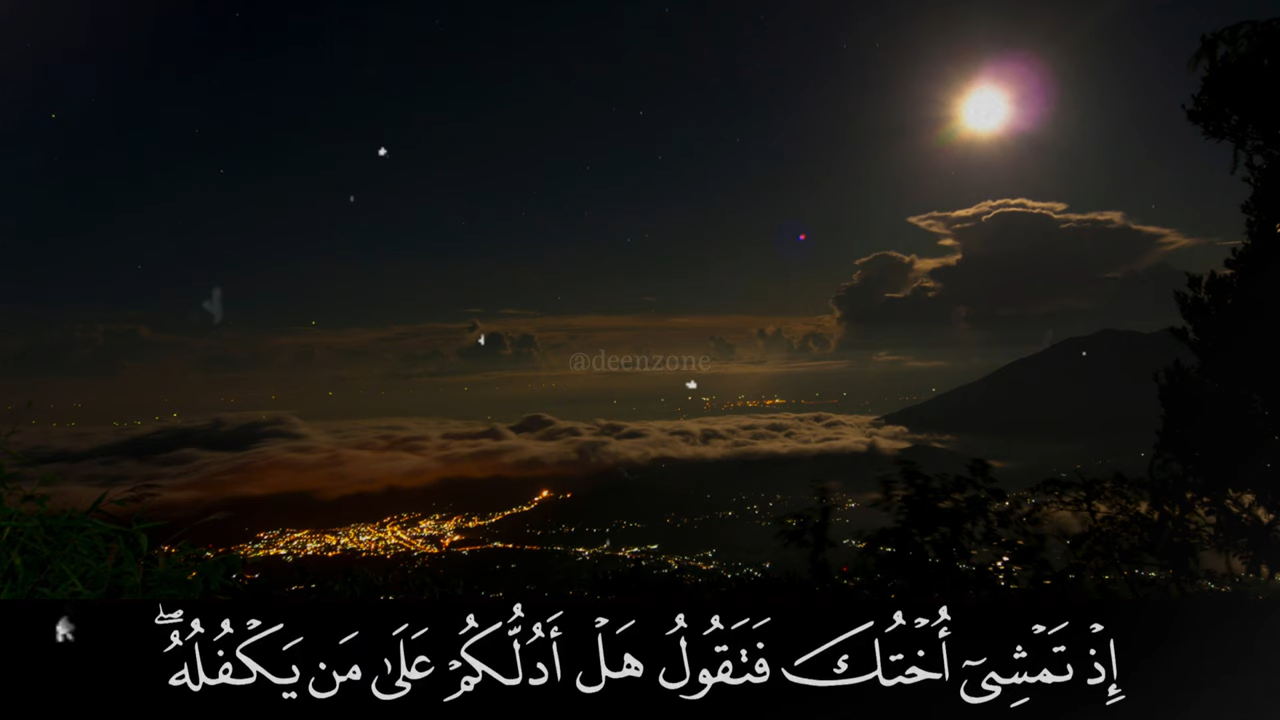 @deenzone
إِذْ تَمْشِىٓ أُخْتُكَ فَتَقُولُ هَلْ أَدُلُّكُمْ عَلَىٰ مَن يَكْفُلُهُۥ ۖ